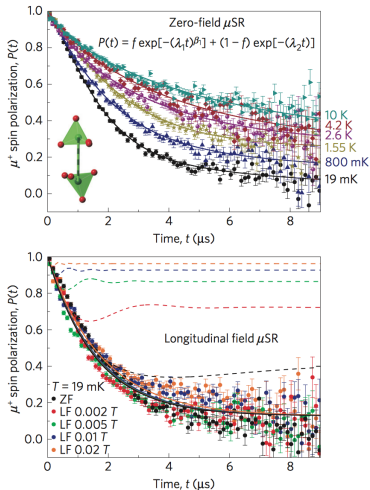 Zero-field μSR
P(t) = f exp[−(λ₁t)^β₁] + (1 − f) exp[−(λ₂t)]
μ⁺ spin polarization, P(t)
1.0
0.8
0.6
0.4
0.2
0.0
10 K
4.2 K
2.6 K
1.55 K
800 mK
19 mK
0 2 4 6 8
Time, t (μs)
μ⁺ spin polarization, P(t)
1.0
0.8
0.6
0.4
0.2
0.0
Longitudinal field μSR
T = 19 mK
ZF
LF 0.002 T
LF 0.005 T
LF 0.01 T
LF 0.02 T
0 2 4 6 8
Time, t (μs)